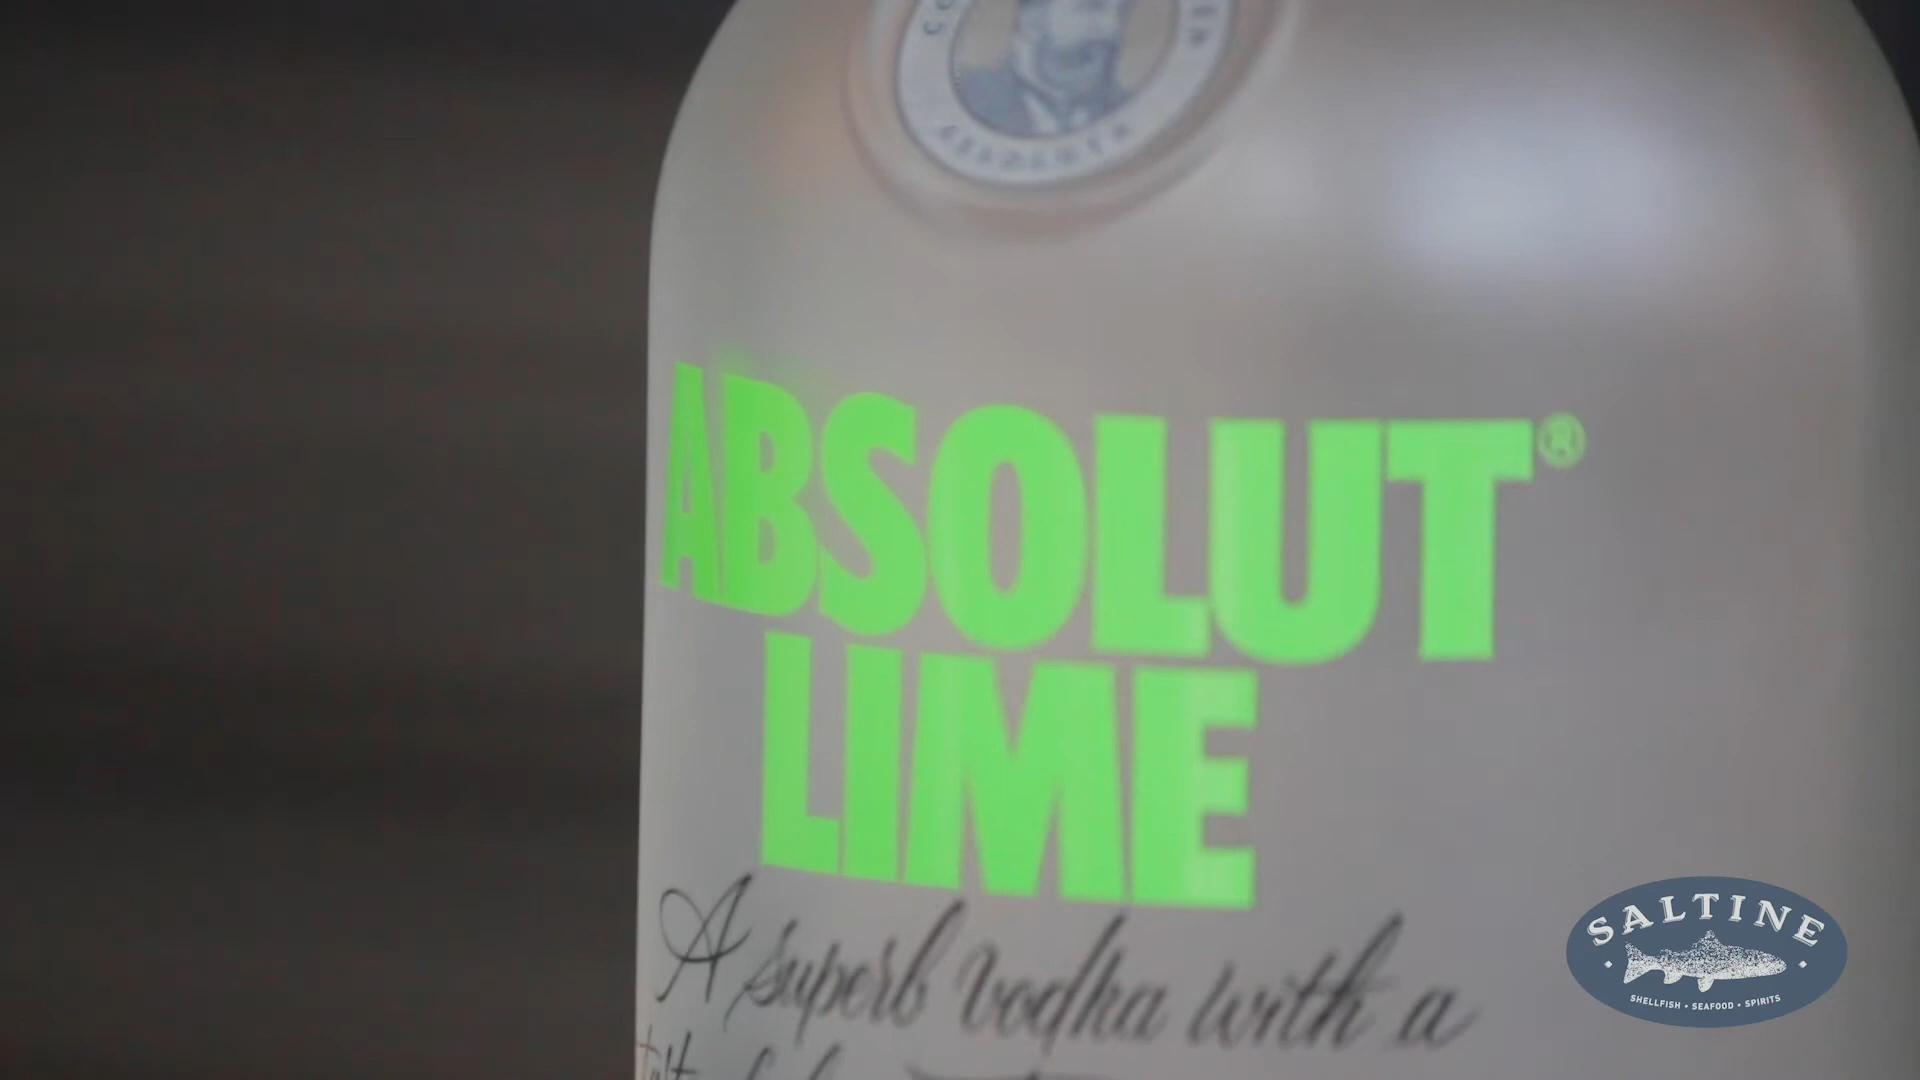 ABSOLUT®
LIME
A superb vodka with a
SALTINE
SHELLFISH • SEAFOOD • SPIRITS